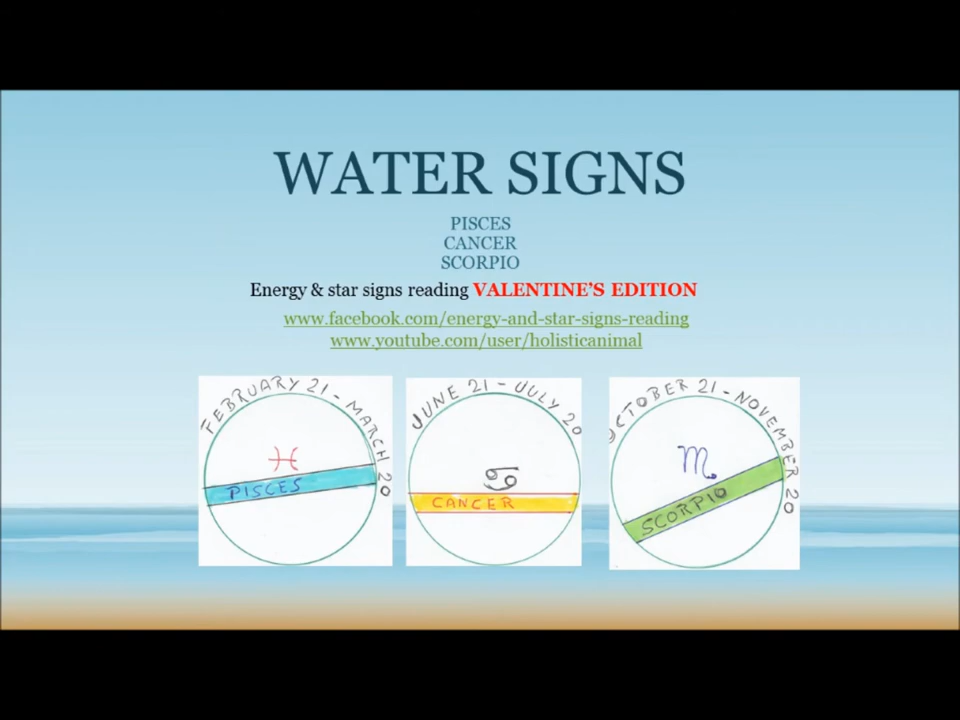 WATER SIGNS
PISCES
CANCER
SCORPIO
Energy & star signs reading VALENTINE'S EDITION
www.facebook.com/energy-and-star-signs-reading
www.youtube.com/user/holisticanimal
FEBRUARY 21 - MARCH 20
PISCES
JUNE 21 - JULY 20
CANCER
OCTOBER 21 - NOVEMBER 20
SCORPIO